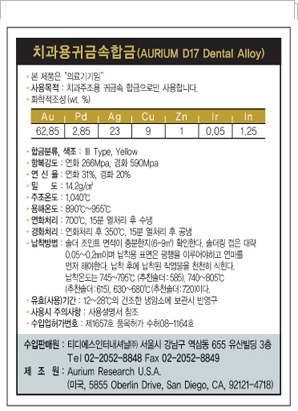 치과용귀금속합금(AURIUM D17 Dental Alloy)
· 본 제품은 "의료기기임"
· 사용목적 : 치과주조용 귀금속 합금으로만 사용합니다.
· 화학적조성(wt, %)
Au Pd Ag Cu Zn Ir In
62,85 2,85 23 9 1 0,05 1,25
· 합금분류, 색조 : Ⅲ Type, Yellow
· 항복강도 : 연화 266Mpa, 경화 590Mpa
· 연 신 율 : 연화 31%, 경화 20%
· 밀 도 : 14.2g/㎤
· 주조온도 : 1,040℃
· 용해온도 : 890℃~955℃
· 연화처리 : 700℃, 15분 열처리 후 수냉
· 경화처리 : 연화처리 후 350℃, 15분 열처리 후 공냉
· 납착방법 : 솔더 조인트 면적이 충분한지(6~9㎟) 확인한다. 솔더링 갭은 대략
0.05~0.2㎜이며 납착용 표면은 평행을 이루어야하고 연마를
먼저 해야한다. 납착 후에 납착된 작업물을 천천히 식힌다.
납착온도는 745~795℃ (추천솔더 : 585), 740~805℃
(추천솔더 : 615), 630~680℃(추천솔더 : 720)이다.
· 유효(사용)기간 : 12~28℃의 건조한 냉암소에 보관시 반영구
· 사용시 주의사항 : 사용설명서 참조
· 수입업허가번호 : 제1657호 품목허가 수허08-1164호
수입판매원 : 티디에스인터내셔널㈜ 서울시 강남구 역삼동 655 유산빌딩 3층
Tel 02-2052-8848 Fax 02-2052-8849
제 조 원 : Aurium Research U.S.A.
(미국, 5855 Oberlin Drive, San Diego, CA, 92121-4718)